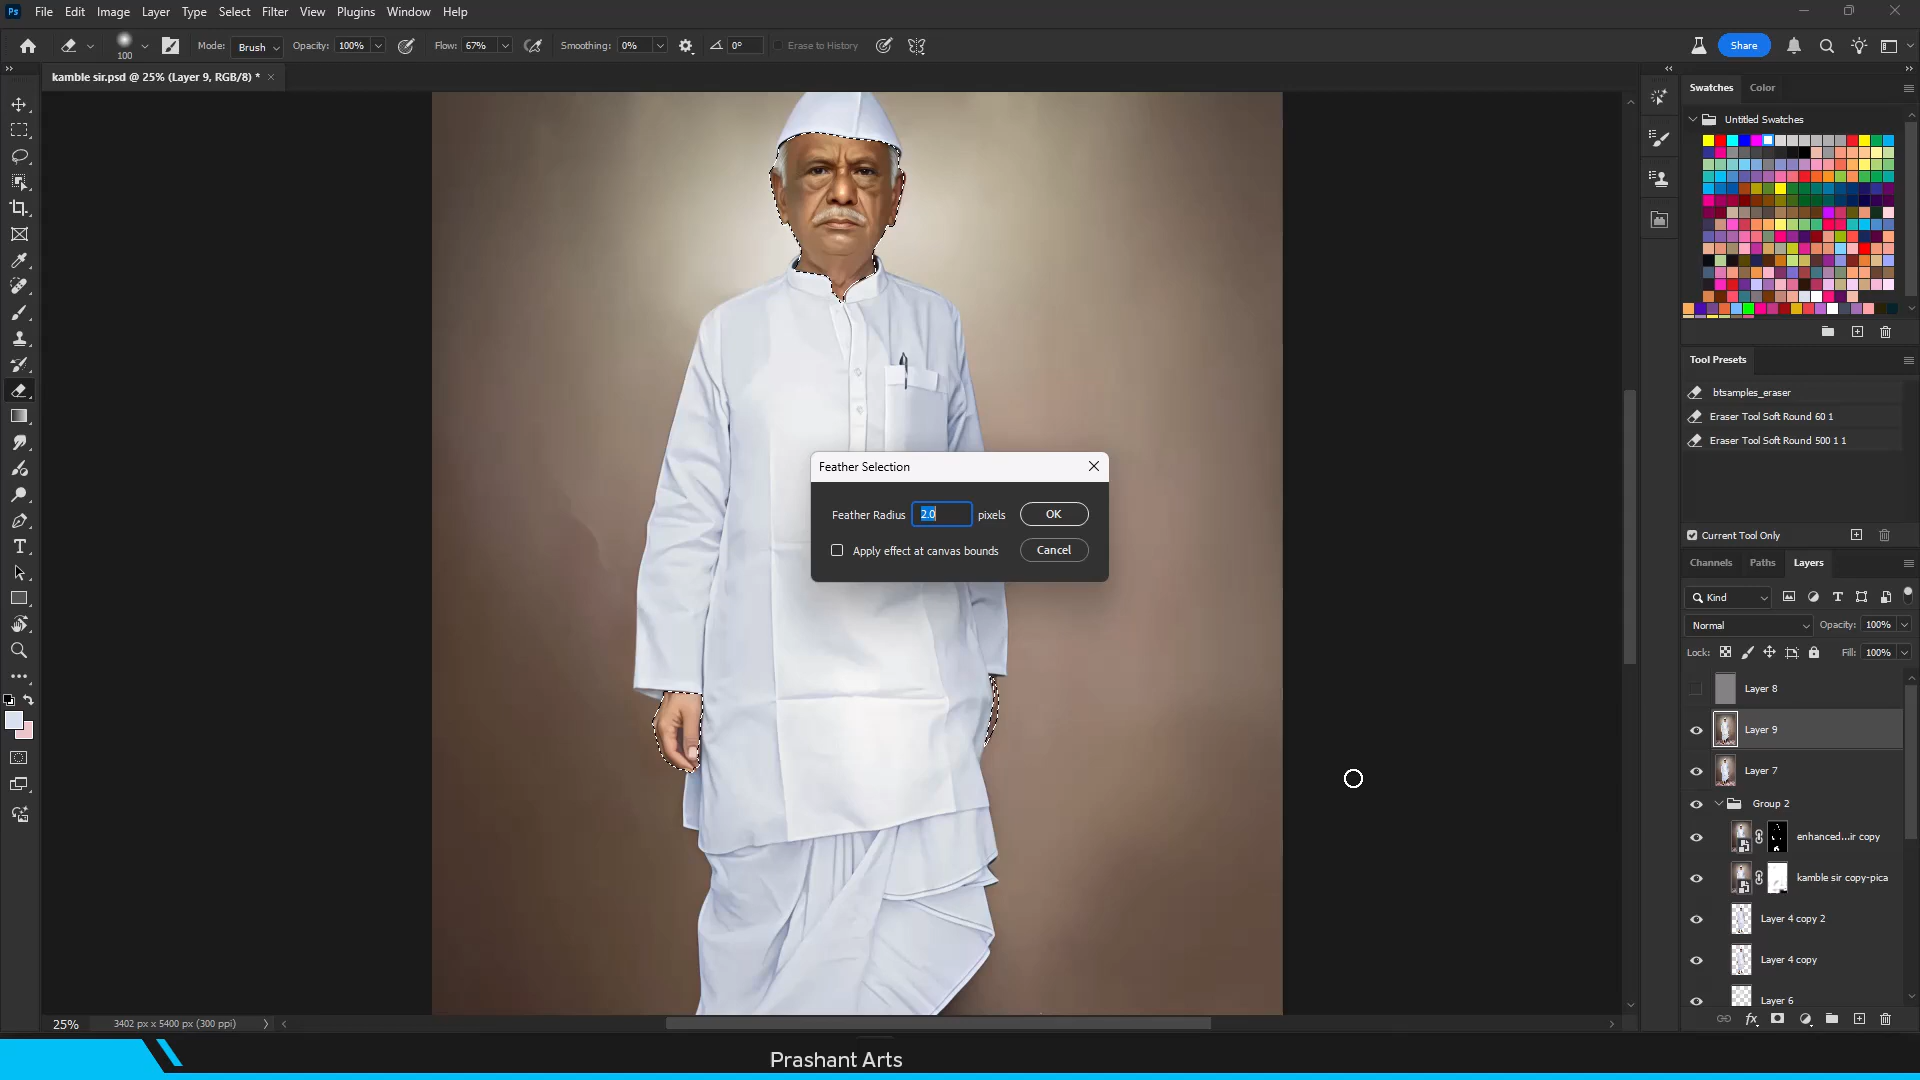 Ps File Edit Image Layer Type Select Filter View Plugins Window Help
100 Mode: Brush Opacity: 100% Flow: 67% Smoothing: 0% 0° Erase to History Share
kamble sir.psd @ 25% (Layer 9, RGB/8) *
Swatches Color
Untitled Swatches
Tool Presets
btsamples_eraser
Eraser Tool Soft Round 60 1
Eraser Tool Soft Round 500 1 1
Current Tool Only
Channels Paths Layers
Kind
Normal Opacity: 100%
Lock: Fill: 100%
Layer 8
Layer 9
Layer 7
Group 2
enhanced...ir copy
kamble sir copy-pica
Layer 4 copy 2
Layer 4 copy
Layer 6
Feather Selection
Feather Radius 2.0 pixels OK
Apply effect at canvas bounds Cancel
25% 3402 px x 5400 px (300 ppi)
Prashant Arts